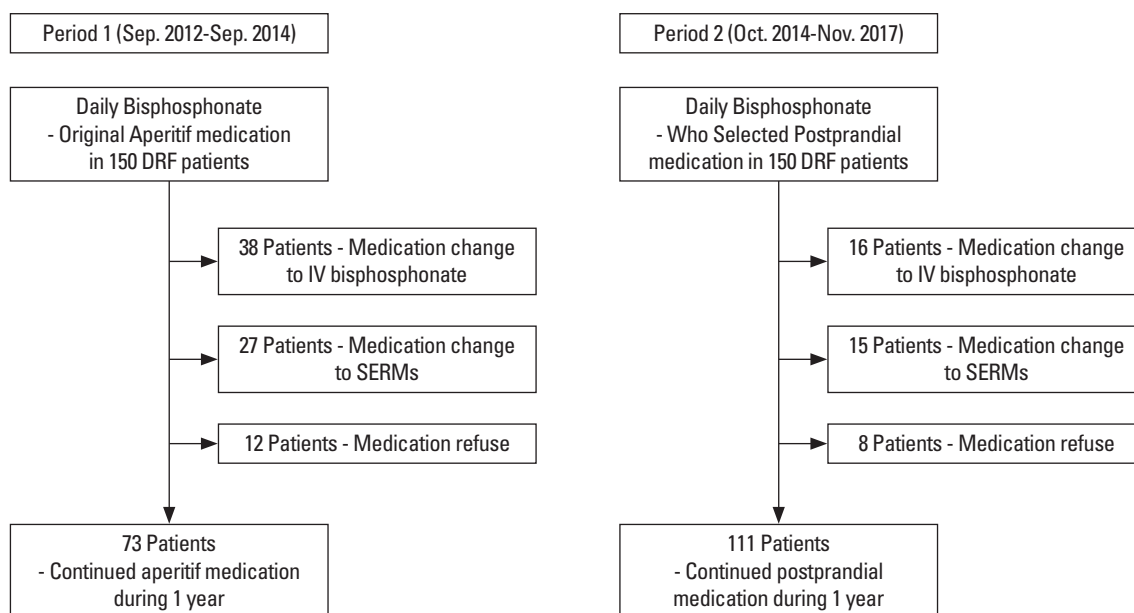 Period 1 (Sep. 2012-Sep. 2014)
Daily Bisphosphonate
- Original Aperitif medication
in 150 DRF patients
38 Patients - Medication change
to IV bisphosphonate
27 Patients - Medication change
to SERMs
12 Patients - Medication refuse
73 Patients
- Continued aperitif medication
during 1 year
Period 2 (Oct. 2014-Nov. 2017)
Daily Bisphosphonate
- Who Selected Postprandial
medication in 150 DRF patients
16 Patients - Medication change
to IV bisphosphonate
15 Patients - Medication change
to SERMs
8 Patients - Medication refuse
111 Patients
- Continued postprandial
medication during 1 year